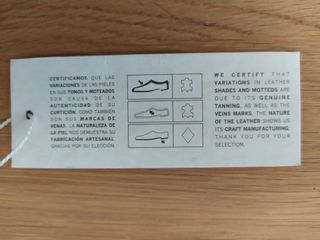 CERTIFICAMOS QUE LAS
VARIACIONES DE LAS PIELES
EN SUS TONOS Y MOTEADOS
SON CAUSA DE LA
AUTENTICIDAD DE SU
CURTICIÓN, COMO TAMBIÉN
SON SUS MARCAS DE
VENAS. LA NATURALEZA DE
LA PIEL NOS DEMUESTRA SU
FABRICACIÓN ARTESANAL
GRACIAS POR SU ELECCIÓN.
WE CERTIFY THAT
VARIATIONS IN LEATHER
SHADES AND MOTTEDS ARE
DUE TO ITS GENUINE
TANNING, AS WELL AS THE
VEINS MARKS. THE NATURE
OF THE LEATHER SHOWS US
ITS CRAFT MANUFACTURING.
THANK YOU FOR YOUR
SELECTION.